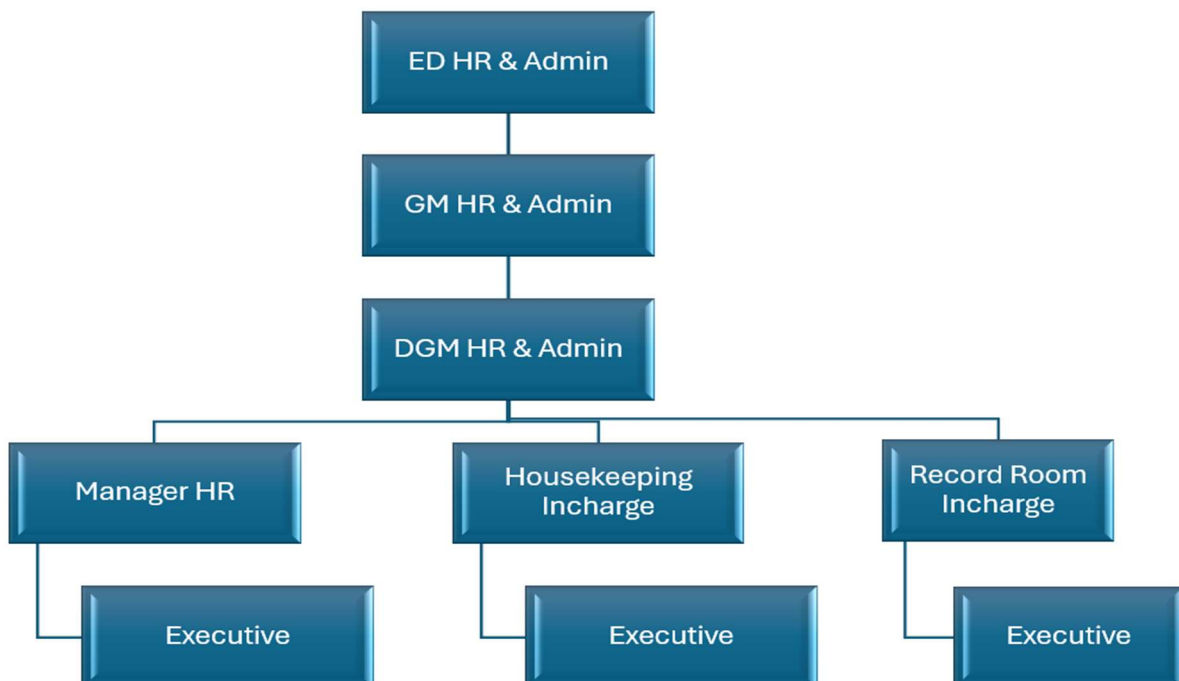 ED HR & Admin
GM HR & Admin
DGM HR & Admin
Manager HR
Housekeeping
Incharge
Record Room
Incharge
Executive
Executive
Executive